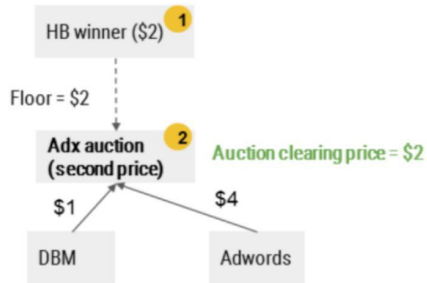 HB winner ($2)
1
Floor = $2
Adx auction
(second price)
2
Auction clearing price = $2
$1
$4
DBM
Adwords